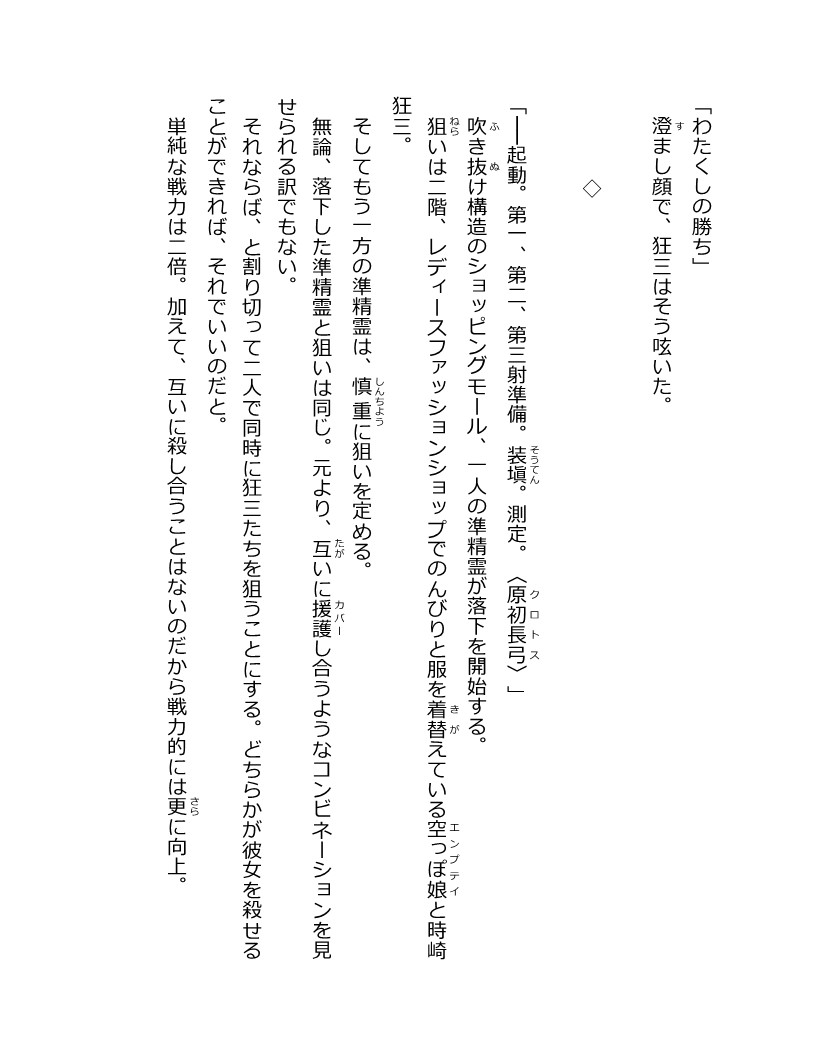 「わたくしの勝ち」
澄まし顔で、狂三はそう呟いた。
◇
「──起動。第一、第二、第三射準備。装塡。測定。〈原初長弓〉」
吹き抜け構造のショッピングモール、一人の準精霊が落下を開始する。
狙いは二階、レディースファッションショップでのんびりと服を着替えている空っぽ娘と時崎
狂三。
そしてもう一方の準精霊は、慎重に狙いを定める。
無論、落下した準精霊と狙いは同じ。元より、互いに援護し合うようなコンビネーションを見
せられる訳でもない。
それならば、と割り切って二人で同時に狂三たちを狙うことにする。どちらかが彼女を殺せる
ことができれば、それでいいのだと。
単純な戦力は二倍。加えて、互いに殺し合うことはないのだから戦力的には更に向上。